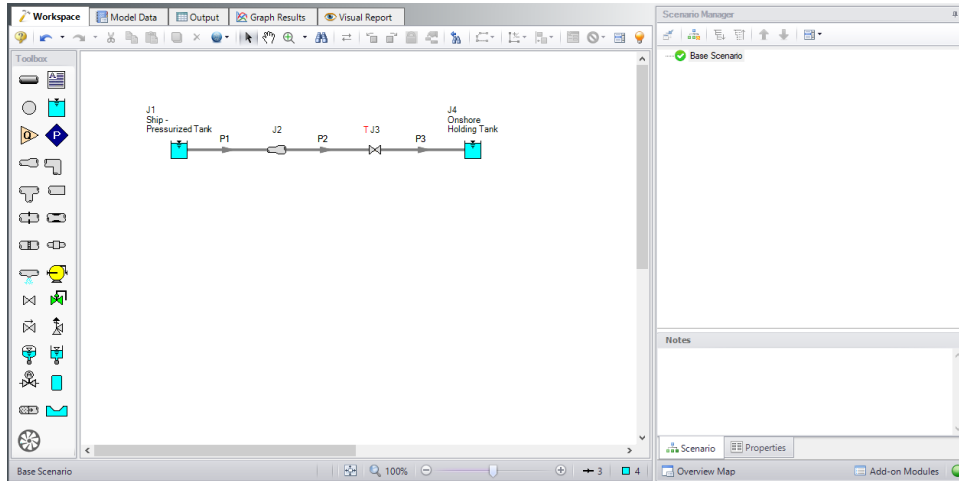 Workspace Model Data Output Graph Results Visual Report
Scenario Manager
Toolbox
Base Scenario
J1
Ship -
Pressurized Tank
P1
J2
P2
T J3
P3
J4
Onshore
Holding Tank
Notes
Scenario Properties
Base Scenario
100%
3
4
Overview Map
Add-on Modules